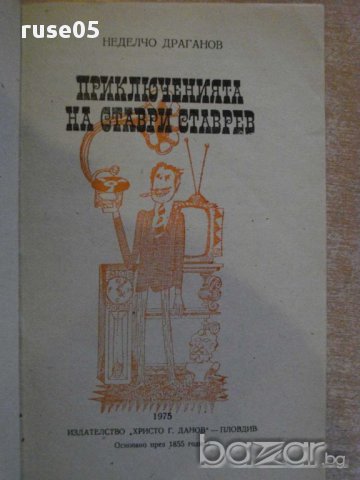 ruse05
НЕДЕЛЧО ДРАГАНОВ
ПРИКЛЮЧЕНИЯТА
НА СТАВРИ СТАВРЕВ
1975
ИЗДАТЕЛСТВО „ХРИСТО Г. ДАНОВ" — ПЛОВДИВ
Основано през 1855 год
bazar.bg